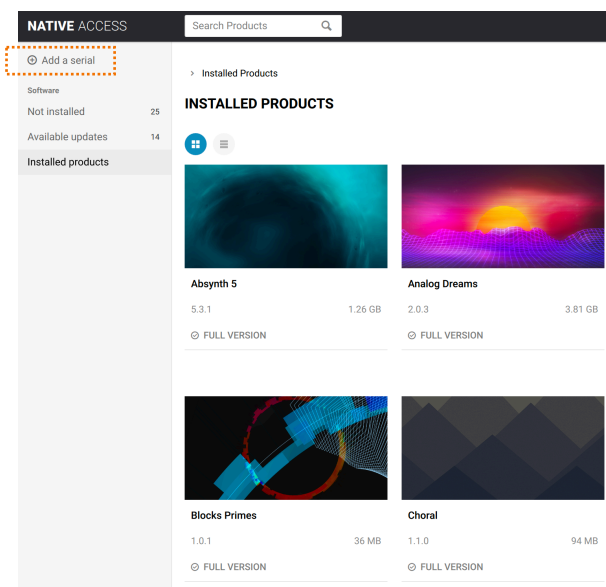 NATIVE ACCESS
Search Products
Add a serial
Software
Not installed 25
Available updates 14
Installed products
> Installed Products
INSTALLED PRODUCTS
Absynth 5
5.3.1 1.26 GB
FULL VERSION
Analog Dreams
2.0.3 3.81 GB
FULL VERSION
Blocks Primes
1.0.1 36 MB
FULL VERSION
Choral
1.1.0 94 MB
FULL VERSION